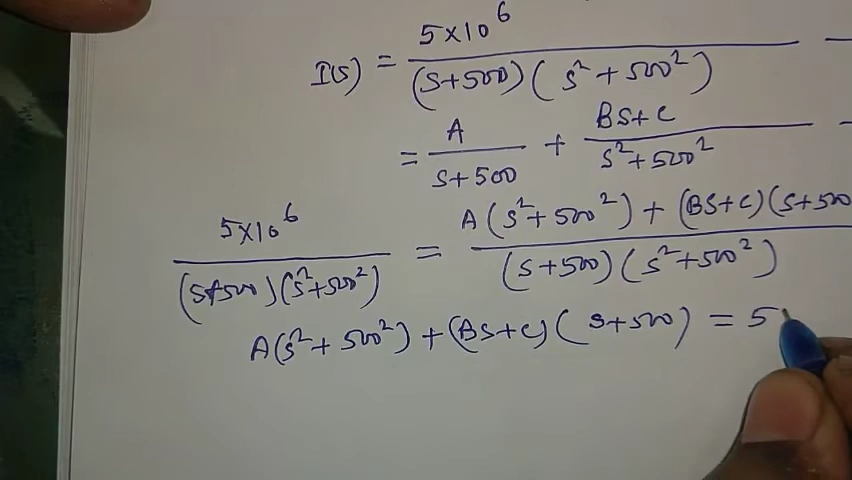 I(s) = 5×10^6 / (S+500)(s^2+500^2) —
= A / S+500 + BS+C / s^2+500^2 —
5×10^6 / (S+500)(s^2+500^2) = A(s^2+500^2) + (BS+C)(S+500 / (S+500)(s^2+500^2)
A(s^2+500^2) + (BS+C)(S+500) = 5